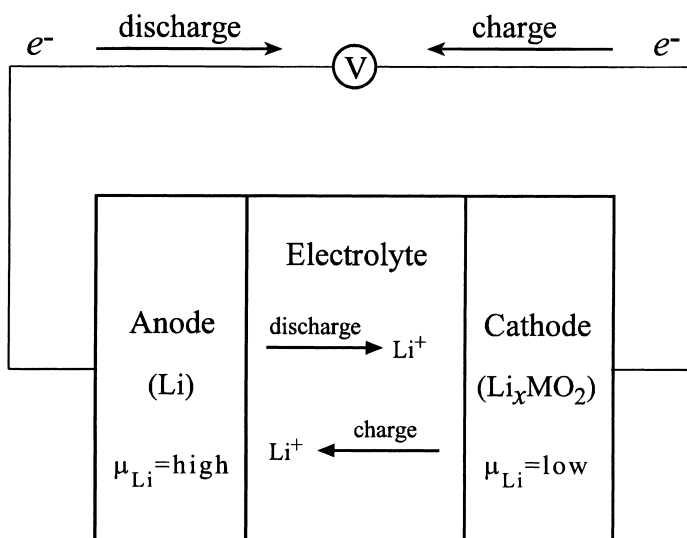 discharge
charge
e-
e-
V
Electrolyte
Anode
discharge
Li+
Cathode
(Li)
(LixMO2)
Li+
charge
μLi=high
μLi=low